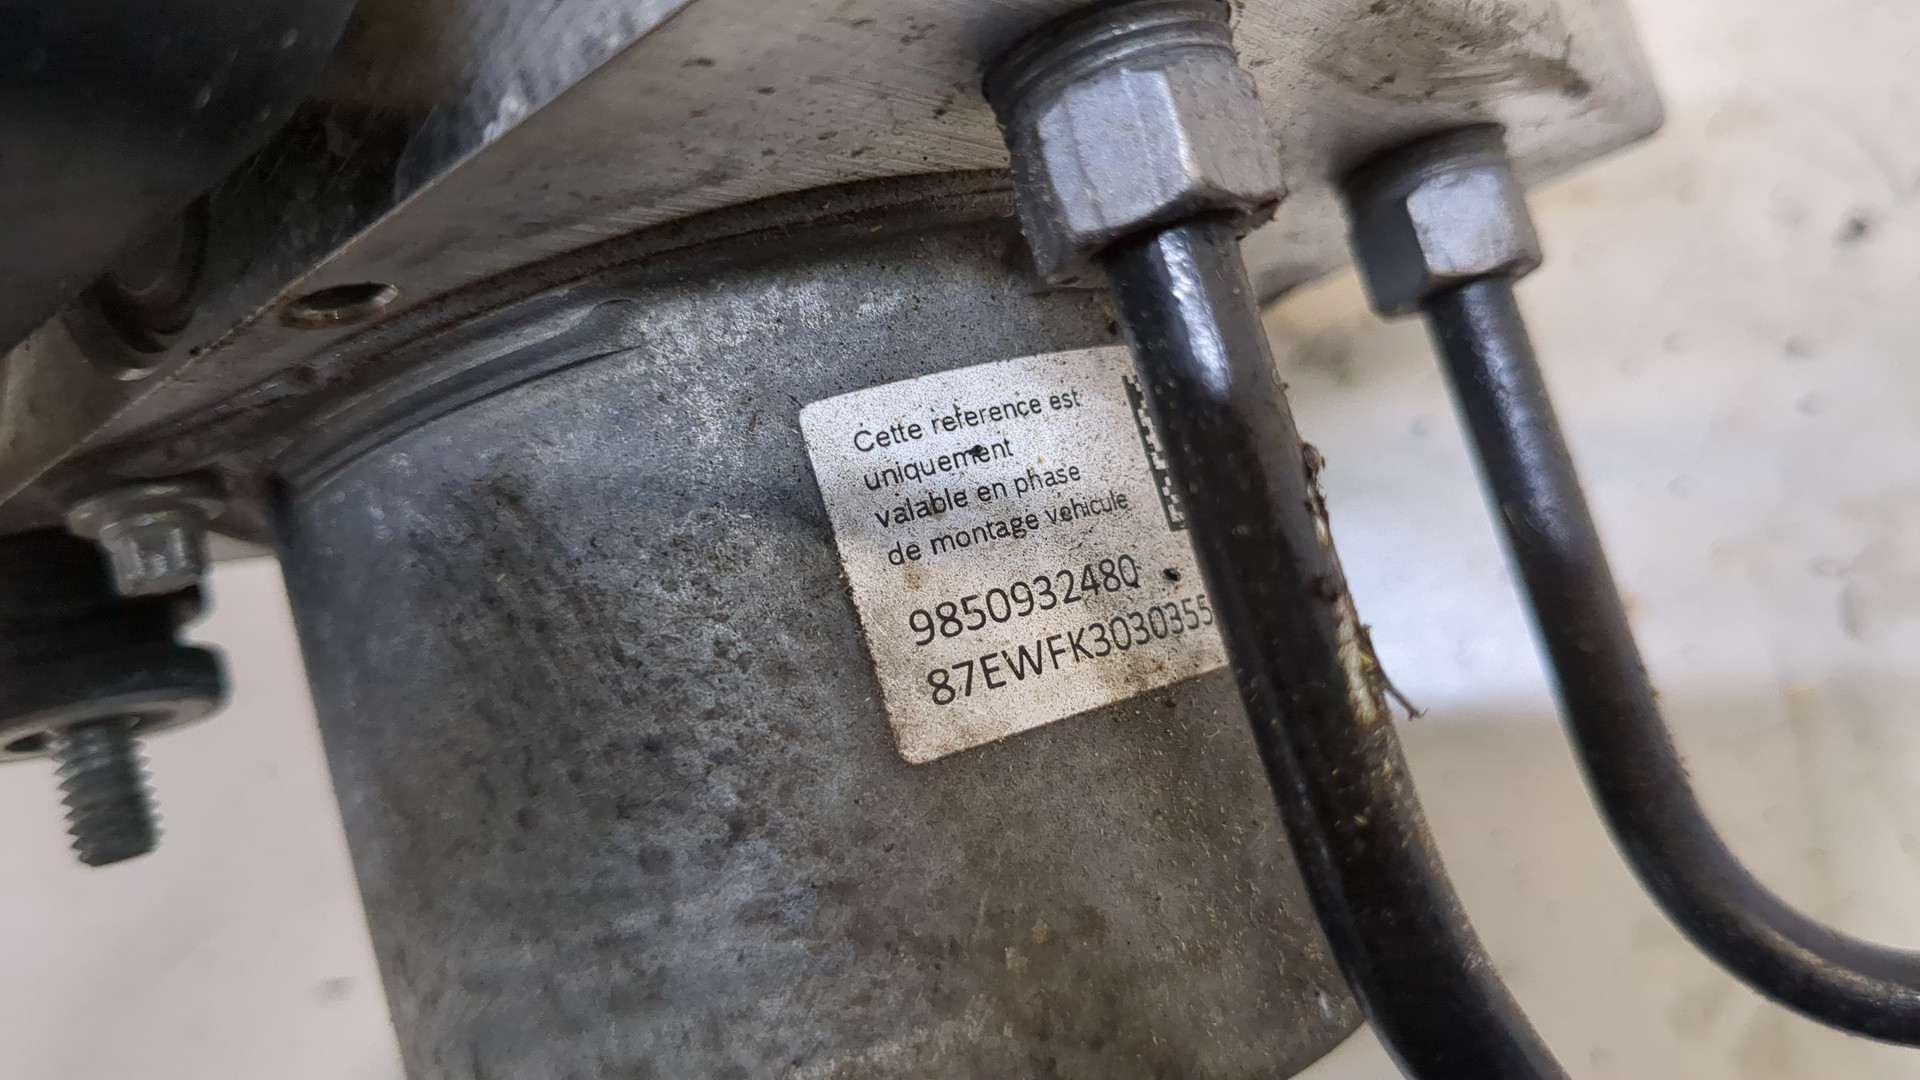 Cette reference est
uniquement
valable en phase
de montage vehicule
9850932480
87EWFK3030355